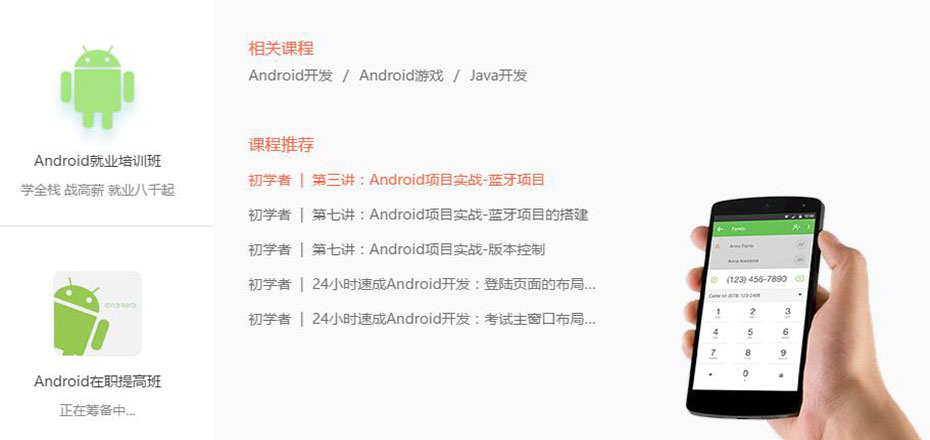 Android就业培训班
学全栈 战高薪 就业八千起
ANDROID
Android在职提高班
正在筹备中...
相关课程
Android开发 / Android游戏 / Java开发
课程推荐
初学者 | 第三讲：Android项目实战-蓝牙项目
初学者 | 第七讲：Android项目实战-蓝牙项目的搭建
初学者 | 第七讲：Android项目实战-版本控制
初学者 | 24小时速成Android开发：登陆页面的布局...
初学者 | 24小时速成Android开发：考试主窗口布局...
(123) 456-7890
1 2 3
4 5 6
7 8 9
* 0 #